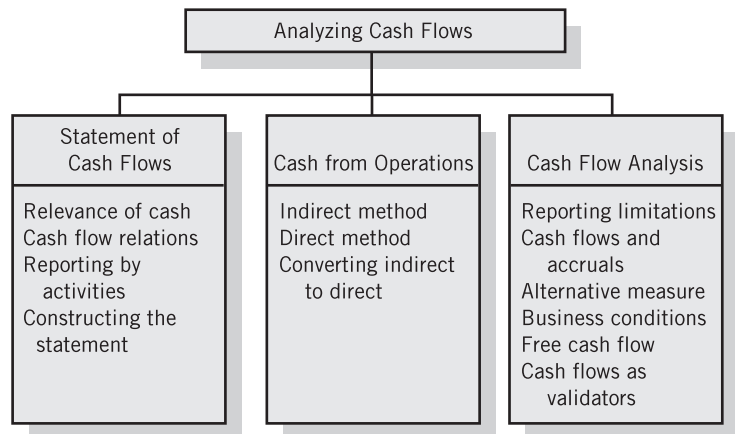 Analyzing Cash Flows
Statement of
Cash Flows
Relevance of cash
Cash flow relations
Reporting by
activities
Constructing the
statement
Cash from Operations
Indirect method
Direct method
Converting indirect
to direct
Cash Flow Analysis
Reporting limitations
Cash flows and
accruals
Alternative measure
Business conditions
Free cash flow
Cash flows as
validators